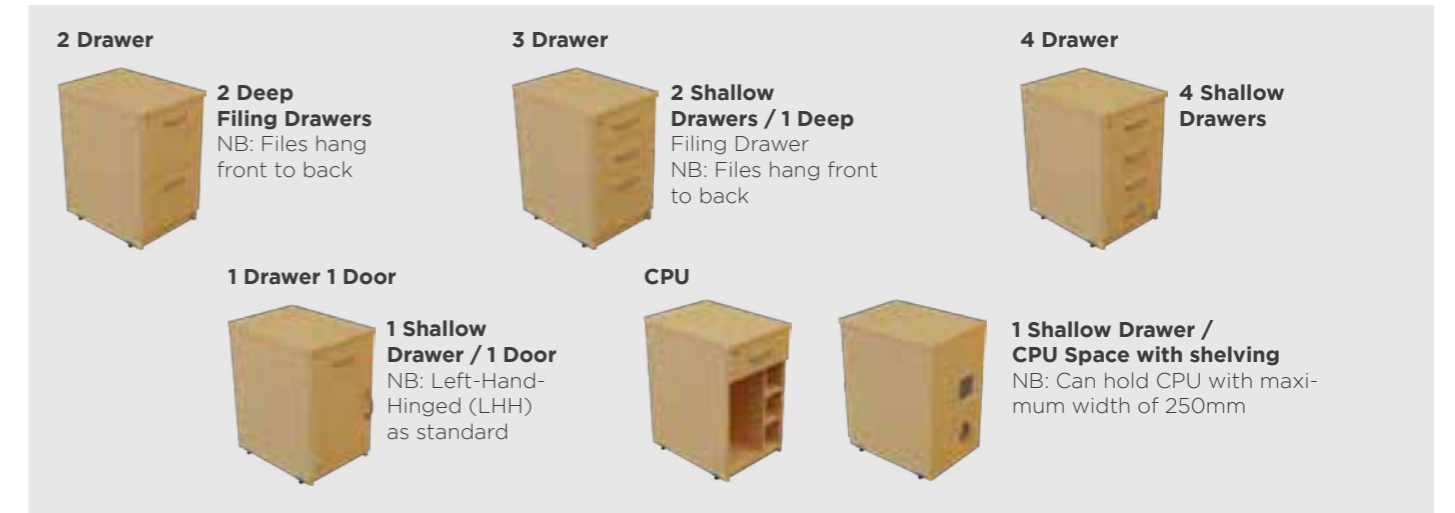 2 Drawer
2 Deep
Filing Drawers
NB: Files hang
front to back
3 Drawer
2 Shallow
Drawers / 1 Deep
Filing Drawer
NB: Files hang front
to back
4 Drawer
4 Shallow
Drawers
1 Drawer 1 Door
1 Shallow
Drawer / 1 Door
NB: Left-Hand-
Hinged (LHH)
as standard
CPU
1 Shallow Drawer /
CPU Space with shelving
NB: Can hold CPU with maxi-
mum width of 250mm